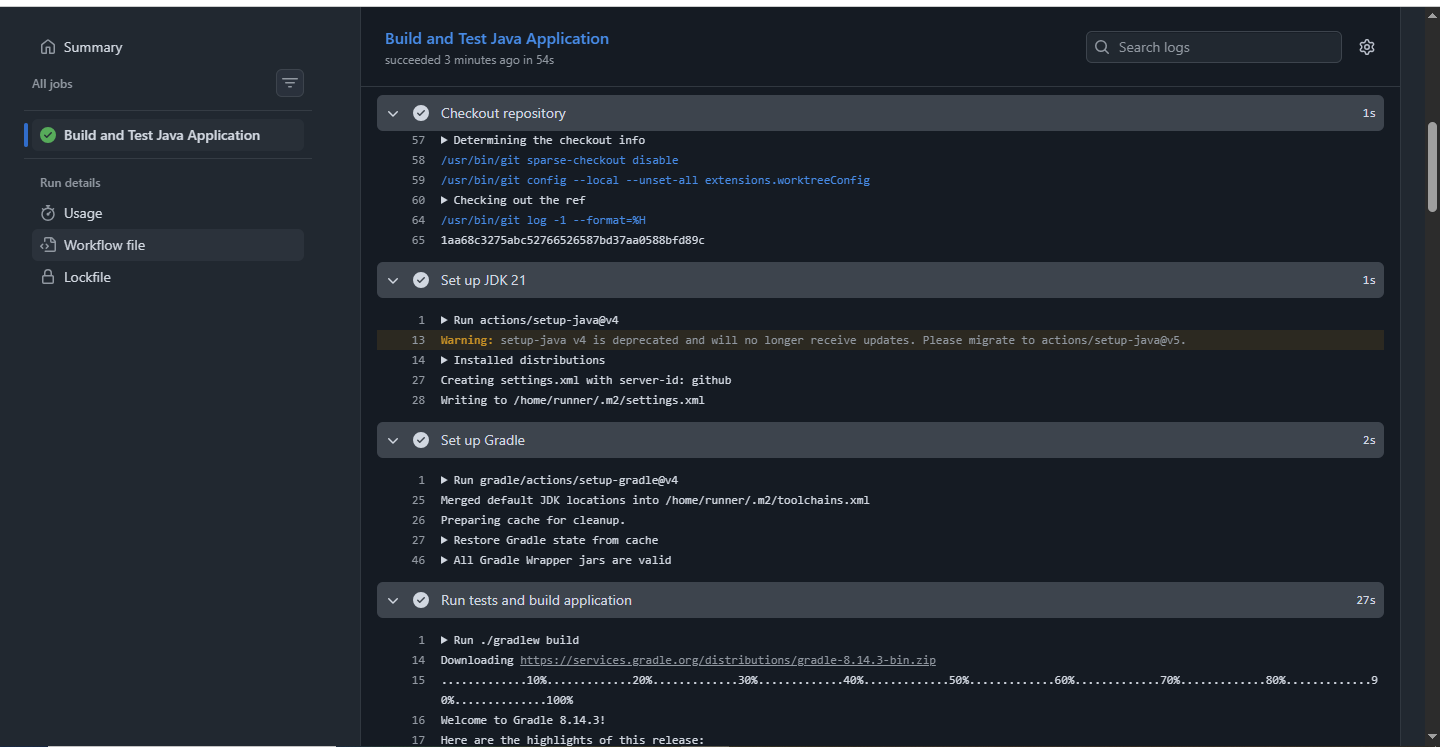 Summary
All jobs
Build and Test Java Application
Run details
Usage
Workflow file
Lockfile
Build and Test Java Application
succeeded 3 minutes ago in 54s
Search logs
Checkout repository 1s
57 Determining the checkout info
58 /usr/bin/git sparse-checkout disable
59 /usr/bin/git config --local --unset-all extensions.worktreeConfig
60 Checking out the ref
64 /usr/bin/git log -1 --format=%H
65 1aa68c3275abc52766526587bd37aa0588bfd89c
Set up JDK 21 1s
1 Run actions/setup-java@v4
13 Warning: setup-java v4 is deprecated and will no longer receive updates. Please migrate to actions/setup-java@v5.
14 Installed distributions
27 Creating settings.xml with server-id: github
28 Writing to /home/runner/.m2/settings.xml
Set up Gradle 2s
1 Run gradle/actions/setup-gradle@v4
25 Merged default JDK locations into /home/runner/.m2/toolchains.xml
26 Preparing cache for cleanup.
27 Restore Gradle state from cache
46 All Gradle Wrapper jars are valid
Run tests and build application 27s
1 Run ./gradlew build
14 Downloading https://services.gradle.org/distributions/gradle-8.14.3-bin.zip
15 .............10%.............20%.............30%.............40%.............50%.............60%.............70%.............80%.............9
0%..............100%
16 Welcome to Gradle 8.14.3!
17 Here are the highlights of this release: